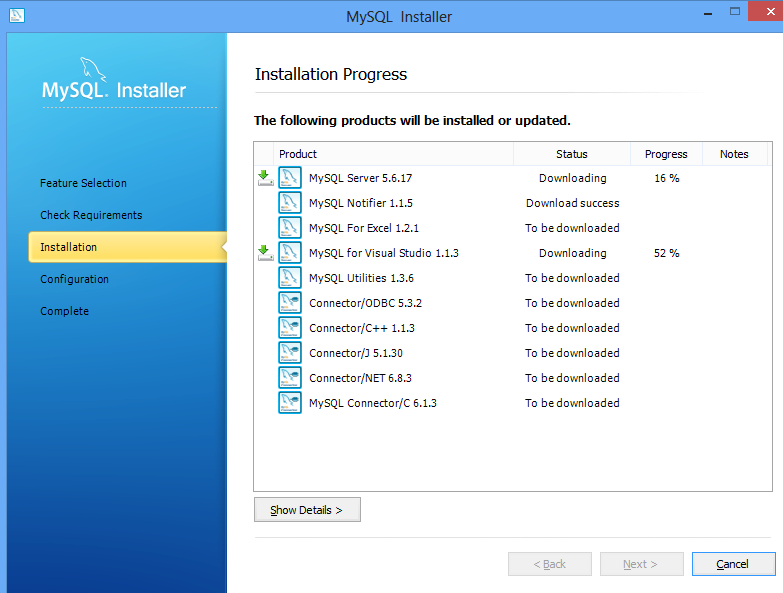 MySQL Installer
MySQL. Installer
Feature Selection
Check Requirements
Installation
Configuration
Complete
Installation Progress
The following products will be installed or updated.
Product Status Progress Notes
MySQL Server 5.6.17 Downloading 16 %
MySQL Notifier 1.1.5 Download success
MySQL For Excel 1.2.1 To be downloaded
MySQL for Visual Studio 1.1.3 Downloading 52 %
MySQL Utilities 1.3.6 To be downloaded
Connector/ODBC 5.3.2 To be downloaded
Connector/C++ 1.1.3 To be downloaded
Connector/J 5.1.30 To be downloaded
Connector/NET 6.8.3 To be downloaded
MySQL Connector/C 6.1.3 To be downloaded
Show Details >
< Back Next > Cancel